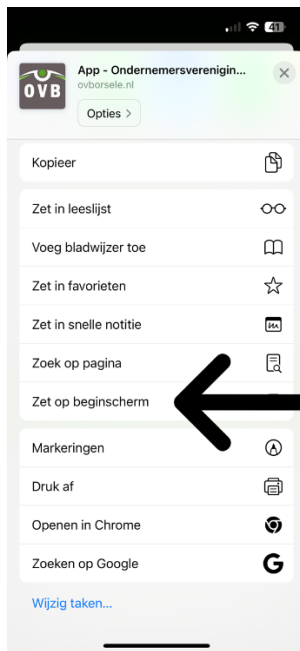 41
OVB
App - Ondernemersverenigin...
ovborsele.nl
Opties >
Kopieer
Zet in leeslijst
Voeg bladwijzer toe
Zet in favorieten
Zet in snelle notitie
Zoek op pagina
Zet op beginscherm
Markeringen
Druk af
Openen in Chrome
Zoeken op Google
Wijzig taken...